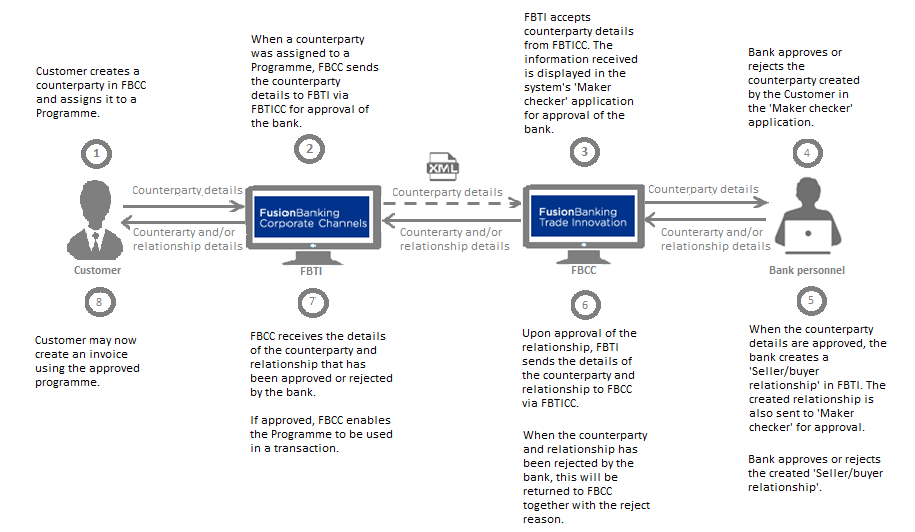 Customer creates a
counterparty in FBCC
and assigns it to a
Programme.
1
When a counterparty
was assigned to a
Programme, FBCC sends
the counterparty
details to FBTI via
FBTICC for approval of
the bank.
2
FBTI accepts
counterparty details
from FBTICC. The
information received
is displayed in the
system's 'Maker
checker' application
for approval of the
bank.
3
Bank approves or
rejects the
counterparty created
by the Customer in
the 'Maker checker'
application.
4
XML
Counterparty details
Counterarty and/or
relationship details
FusionBanking
Corporate Channels
Counterparty details
Counterarty and/or
relationship details
FusionBanking
Trade Innovation
Counterparty details
Counterarty and/or
relationship details
Customer
FBTI
FBCC
Bank personnel
8
Customer may now
create an invoice
using the approved
programme.
7
FBCC receives the details
of the counterparty and
relationship that has
been approved or rejected
by the bank.
If approved, FBCC enables
the Programme to be used
in a transaction.
6
Upon approval of the
relationship, FBTI
sends the details of
the counterparty and
relationship to FBCC
via FBTICC.
When the counterparty
and relationship has
been rejected by the
bank, this will be
returned to FBCC
together with the reject
reason.
5
When the counterparty
details are approved, the
bank creates a
'Seller/buyer
relationship' in FBTI. The
created relationship is
also sent to 'Maker
checker' for approval.
Bank approves or rejects
the created 'Seller/buyer
relationship'.